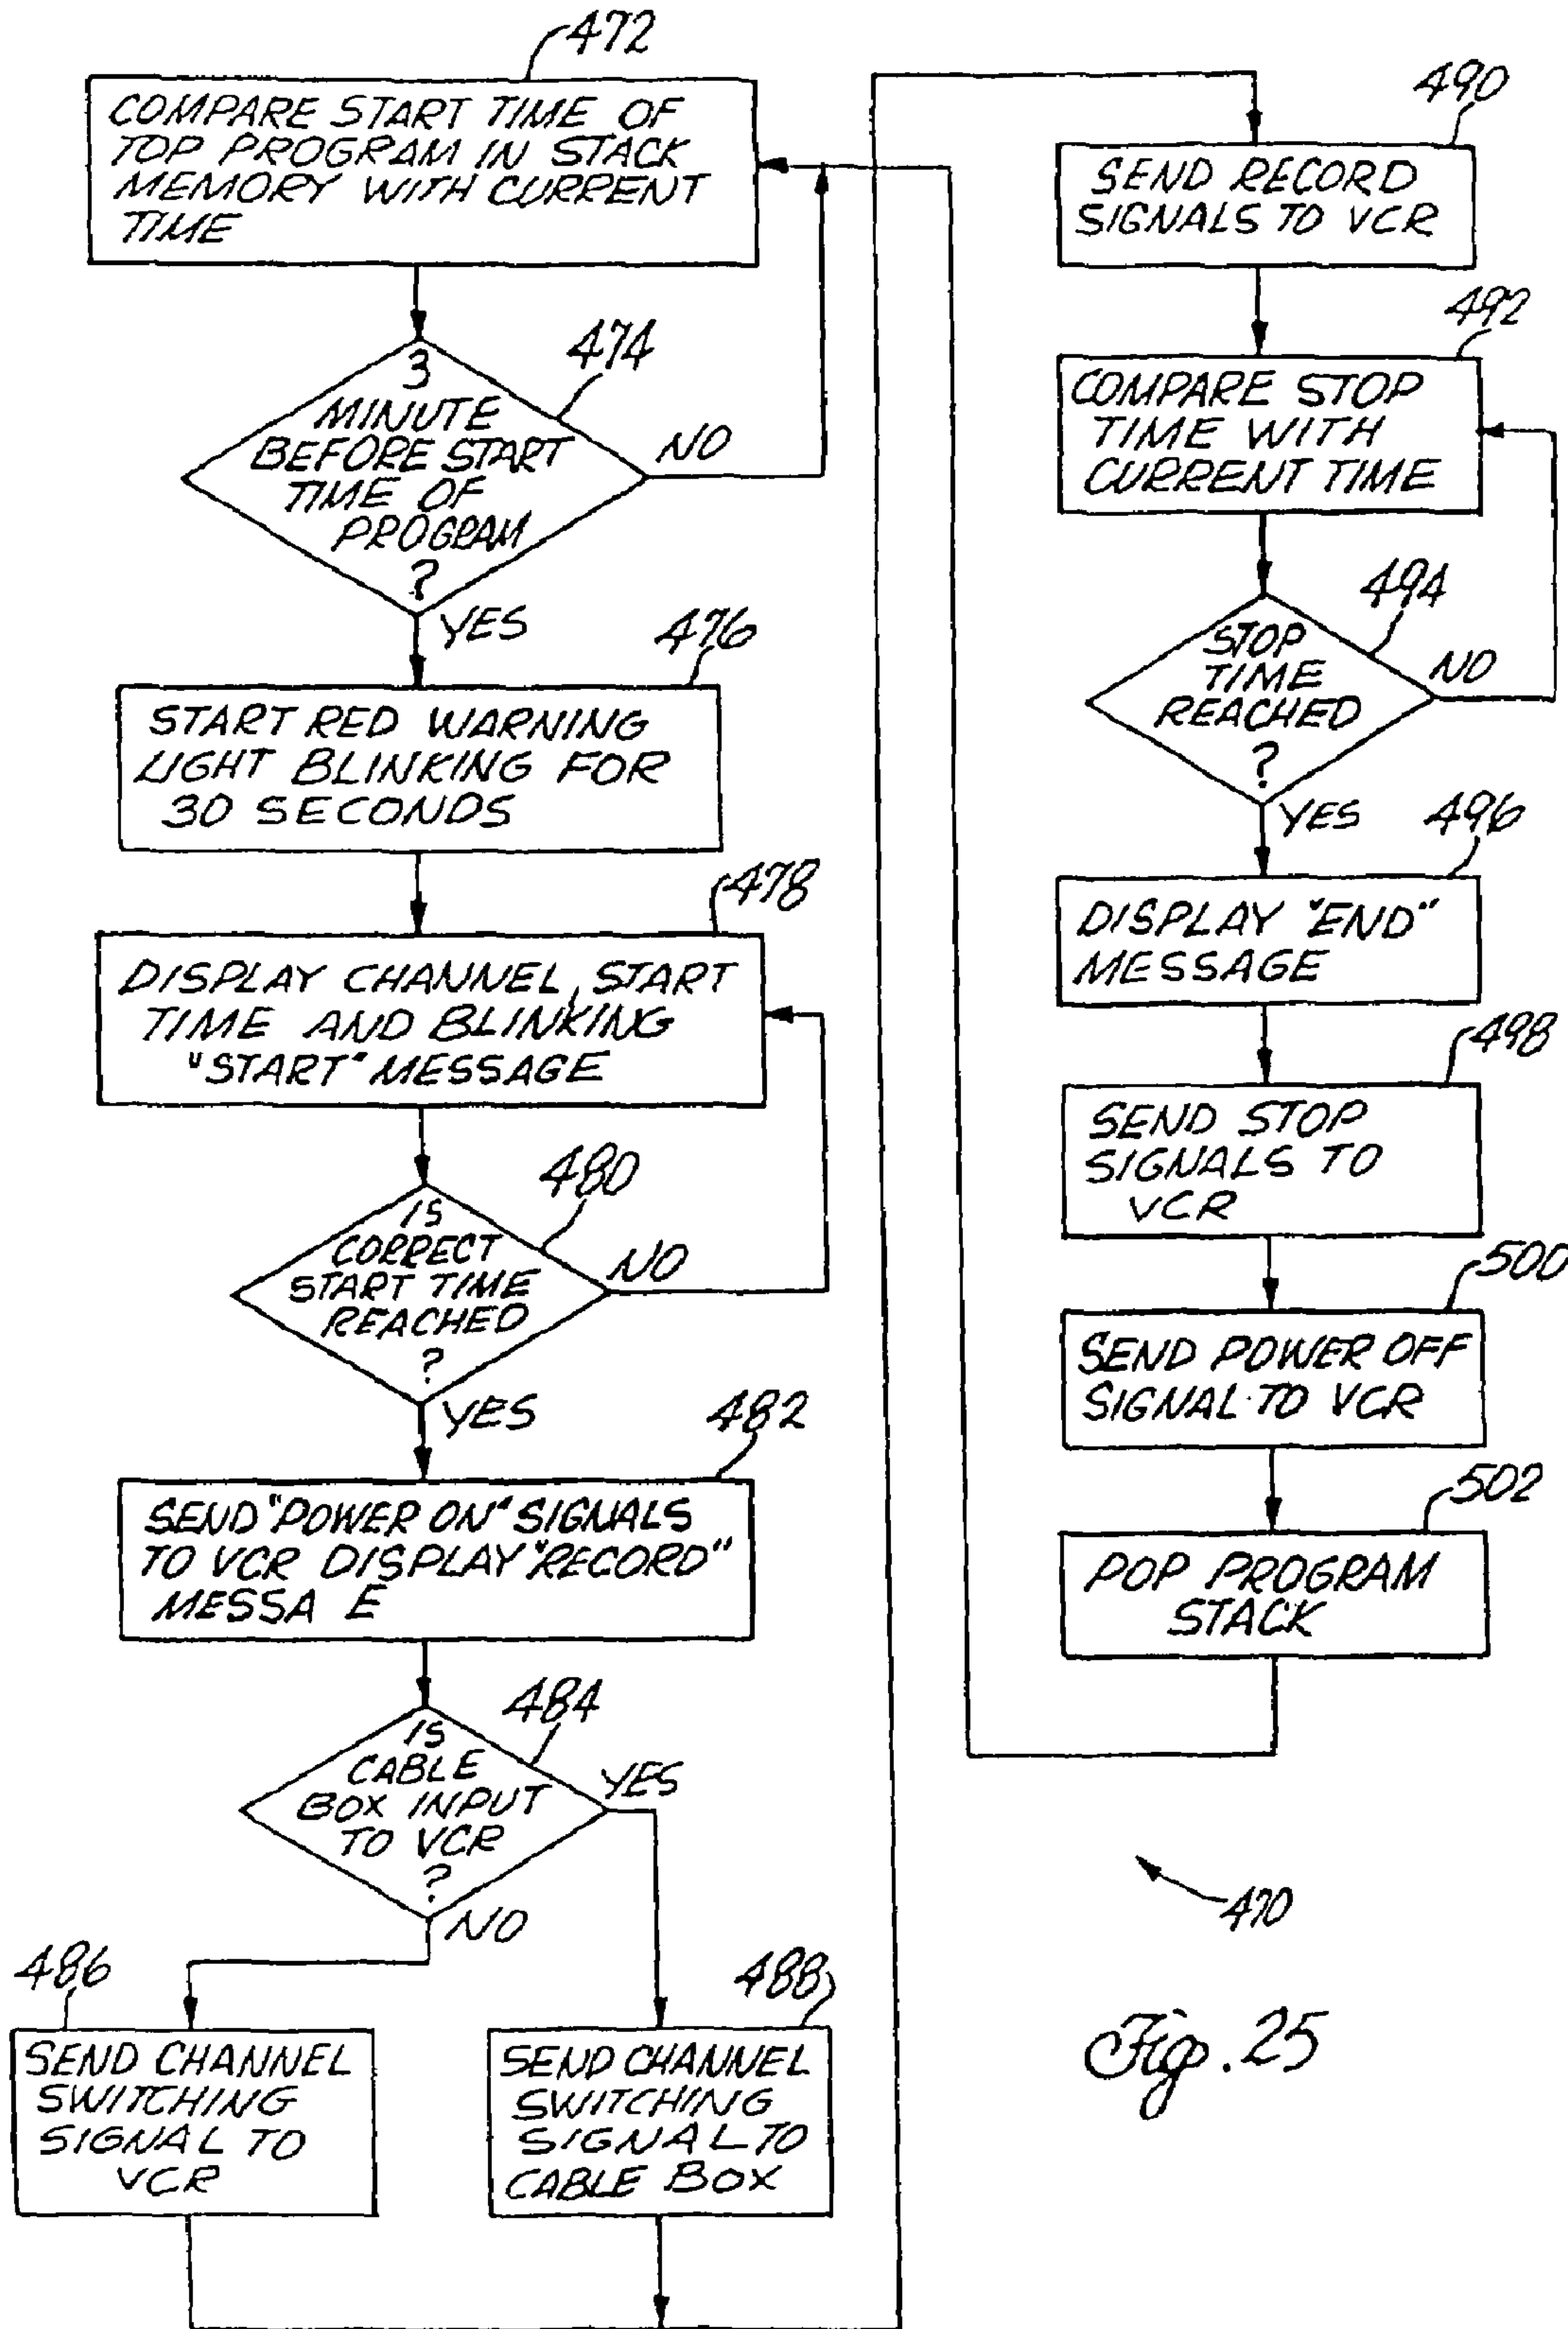 472
COMPARE START TIME OF
TOP PROGRAM IN STACK
MEMORY WITH CURRENT
TIME
474
3
MINUTE
BEFORE START
TIME OF
PROGRAM
?
NO
YES
476
START RED WARNING
LIGHT BLINKING FOR
30 SECONDS
478
DISPLAY CHANNEL, START
TIME AND BLINKING
"START" MESSAGE
480
IS
CORRECT
START TIME
REACHED
?
NO
YES
482
SEND "POWER ON" SIGNALS
TO VCR DISPLAY "RECORD"
MESSA E
484
IS
CABLE
BOX INPUT
TO VCR
?
YES
NO
486
SEND CHANNEL
SWITCHING
SIGNAL TO
VCR
488
SEND CHANNEL
SWITCHING
SIGNAL TO
CABLE BOX
490
SEND RECORD
SIGNALS TO VCR
492
COMPARE STOP
TIME WITH
CURRENT TIME
494
STOP
TIME
REACHED
?
NO
YES
496
DISPLAY "END"
MESSAGE
498
SEND STOP
SIGNALS TO
VCR
500
SEND POWER OFF
SIGNAL TO VCR
502
POP PROGRAM
STACK
470
Fig. 25